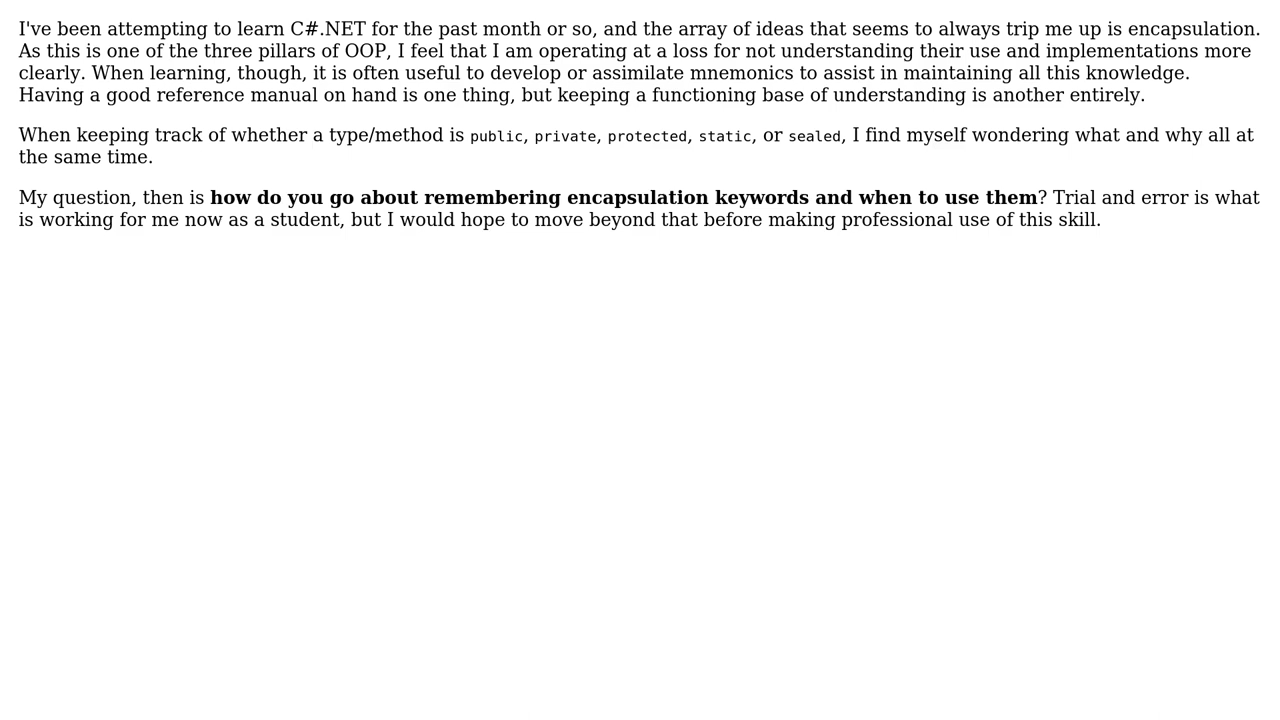 I've been attempting to learn C#.NET for the past month or so, and the array of ideas that seems to always trip me up is encapsulation.
As this is one of the three pillars of OOP, I feel that I am operating at a loss for not understanding their use and implementations more
clearly. When learning, though, it is often useful to develop or assimilate mnemonics to assist in maintaining all this knowledge.
Having a good reference manual on hand is one thing, but keeping a functioning base of understanding is another entirely.
When keeping track of whether a type/method is public, private, protected, static, or sealed, I find myself wondering what and why all at
the same time.
My question, then is how do you go about remembering encapsulation keywords and when to use them? Trial and error is what
is working for me now as a student, but I would hope to move beyond that before making professional use of this skill.